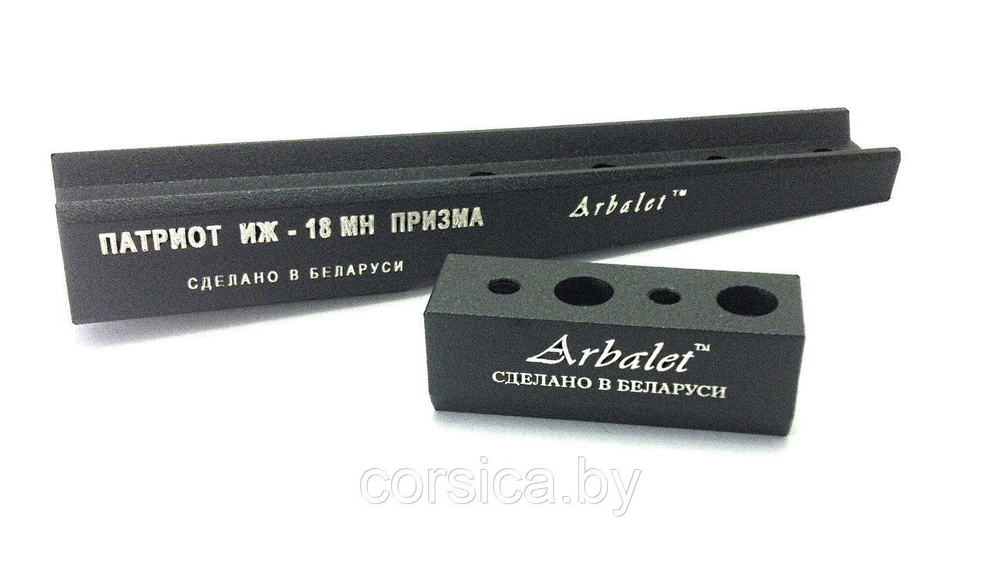 ПАТРИОТ ИЖ - 18 МН ПРИЗМА
Arbalet™
СДЕЛАНО В БЕЛАРУСИ
Arbalet™
СДЕЛАНО В БЕЛАРУСИ
corsica.by